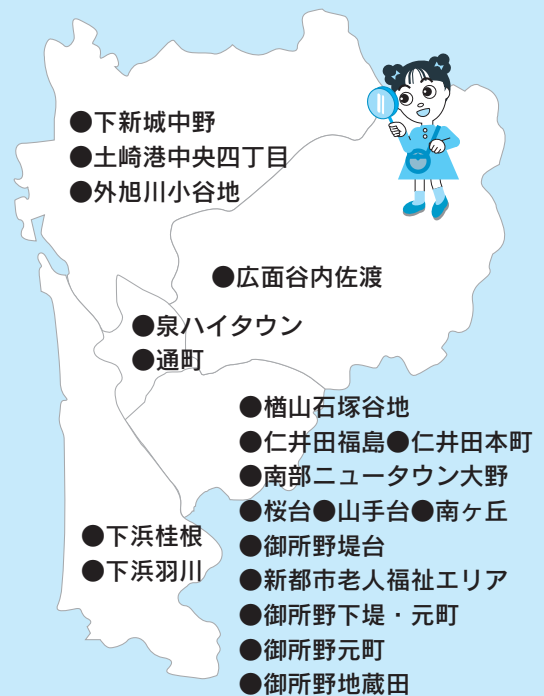 ●下新城中野
●土崎港中央四丁目
●外旭川小谷地
●広面谷内佐渡
●泉ハイタウン
●通町
●楢山石塚谷地
●仁井田福島●仁井田本町
●南部ニュータウン大野
●桜台●山手台●南ヶ丘
●御所野堤台
●新都市老人福祉エリア
●御所野下堤・元町
●御所野元町
●御所野地蔵田
●下浜桂根
●下浜羽川